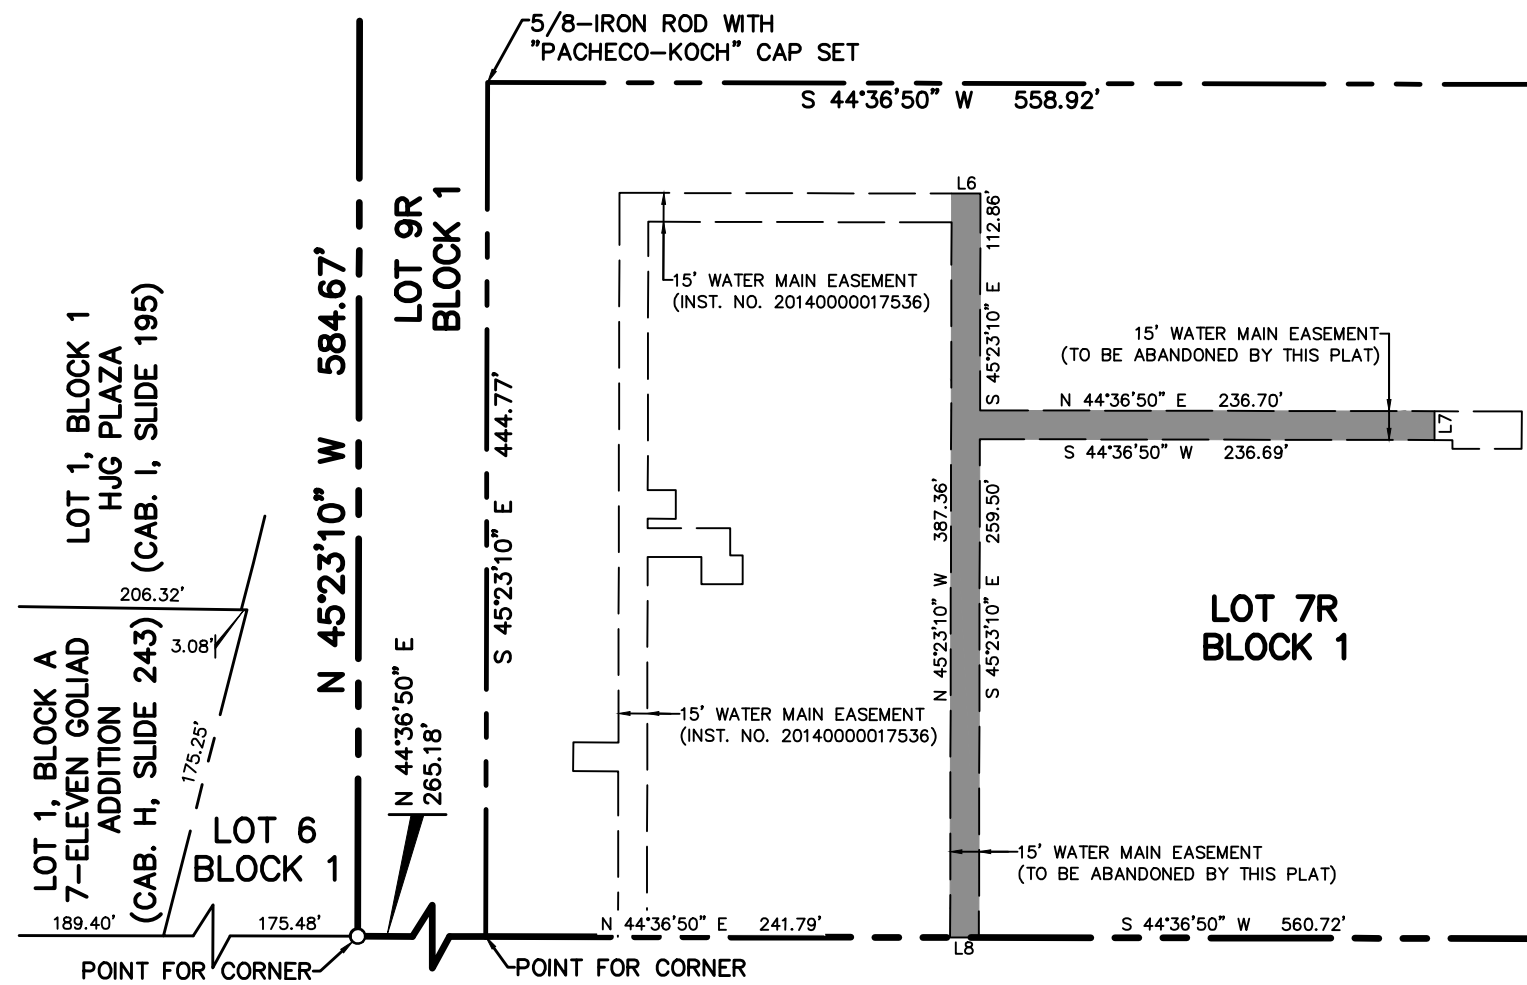 5/8-IRON ROD WITH
"PACHECO-KOCH" CAP SET
S 44°36'50" W 558.92'
L6
S 45°23'10" E 112.86'
15' WATER MAIN EASEMENT
(INST. NO. 20140000017536)
15' WATER MAIN EASEMENT
(TO BE ABANDONED BY THIS PLAT)
N 44°36'50" E 236.70'
L7
S 44°36'50" W 236.69'
LOT 9R
BLOCK 1
N 45°23'10" W 584.67'
S 45°23'10" E 444.77'
LOT 1, BLOCK 1
HJG PLAZA
(CAB. I, SLIDE 195)
206.32'
3.08'
175.25'
LOT 1, BLOCK A
7-ELEVEN GOLIAD
ADDITION
(CAB. H, SLIDE 243)
N 45°23'10" W 387.36'
S 45°23'10" E 259.50'
LOT 7R
BLOCK 1
N 44°36'50" E
265.18'
15' WATER MAIN EASEMENT
(INST. NO. 20140000017536)
LOT 6
BLOCK 1
15' WATER MAIN EASEMENT
(TO BE ABANDONED BY THIS PLAT)
189.40'
175.48'
N 44°36'50" E 241.79'
S 44°36'50" W 560.72'
L8
POINT FOR CORNER
POINT FOR CORNER